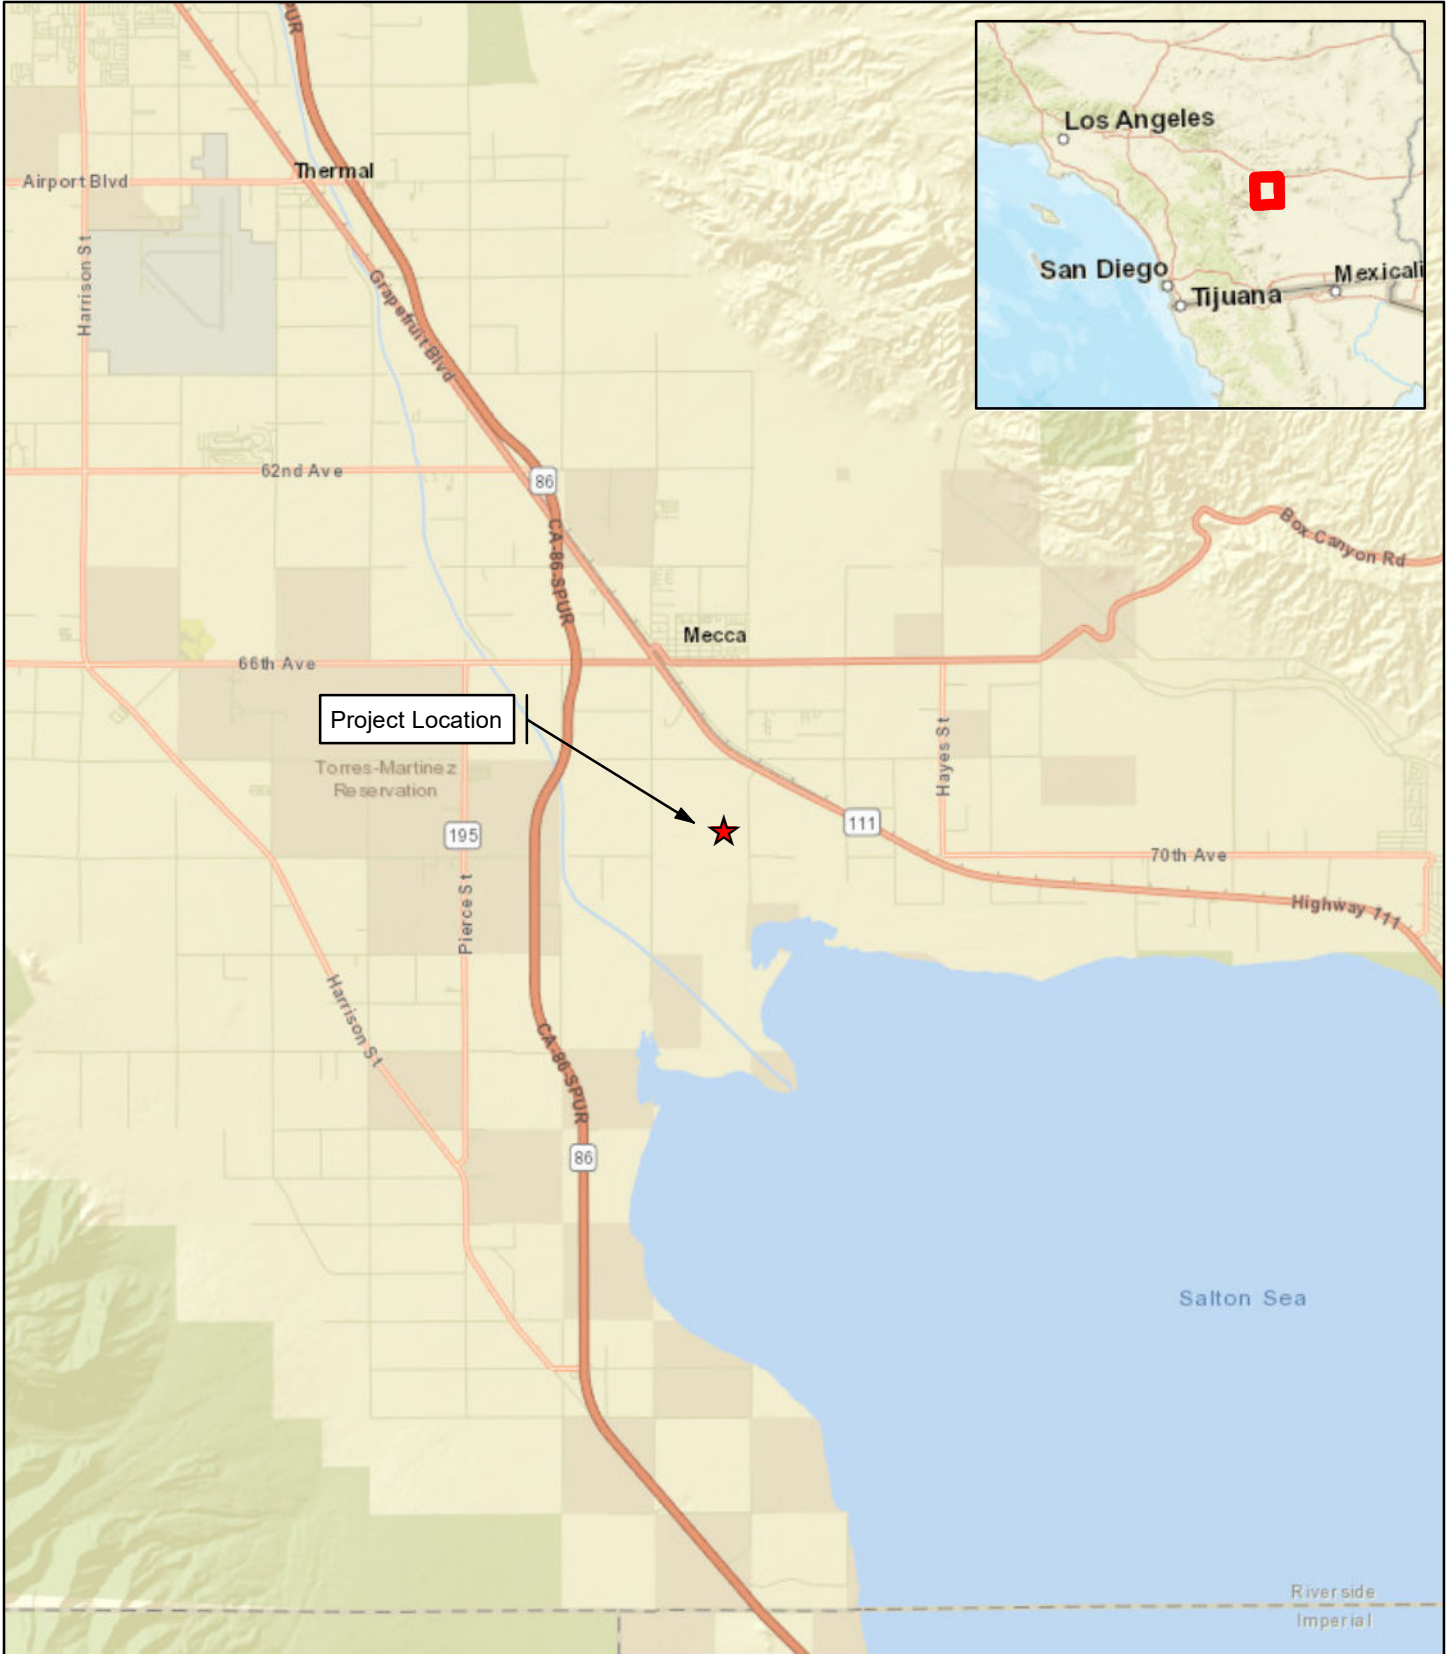 PUR
Los Angeles
Thermal
Airport Blvd
Harrison St
San Diego
Mexicali
Tijuana
Grapefruit Blvd
62nd Ave
86
CA-86 SPUR
Box Canyon Rd
Mecca
66th Ave
Project Location
Hayes St
Torres-Martinez
Reservation
195
111
70th Ave
Pierce St
Highway 111
Harrison St
CA-86 SPUR
86
Salton Sea
Riverside
Imperial